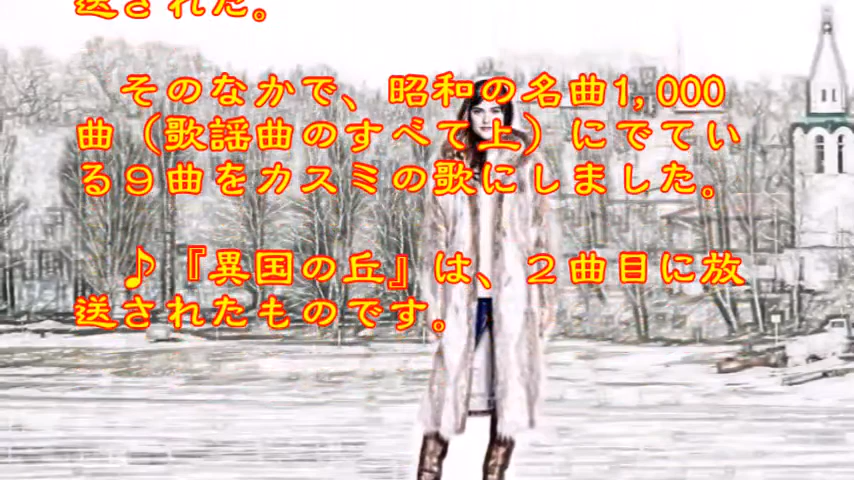 送された。
そのなかで、昭和の名曲1,000
曲（歌謡曲のすべて上）にでてい
る９曲をカスミの歌にしました。
♪『異国の丘』は、２曲目に放
送されたものです。